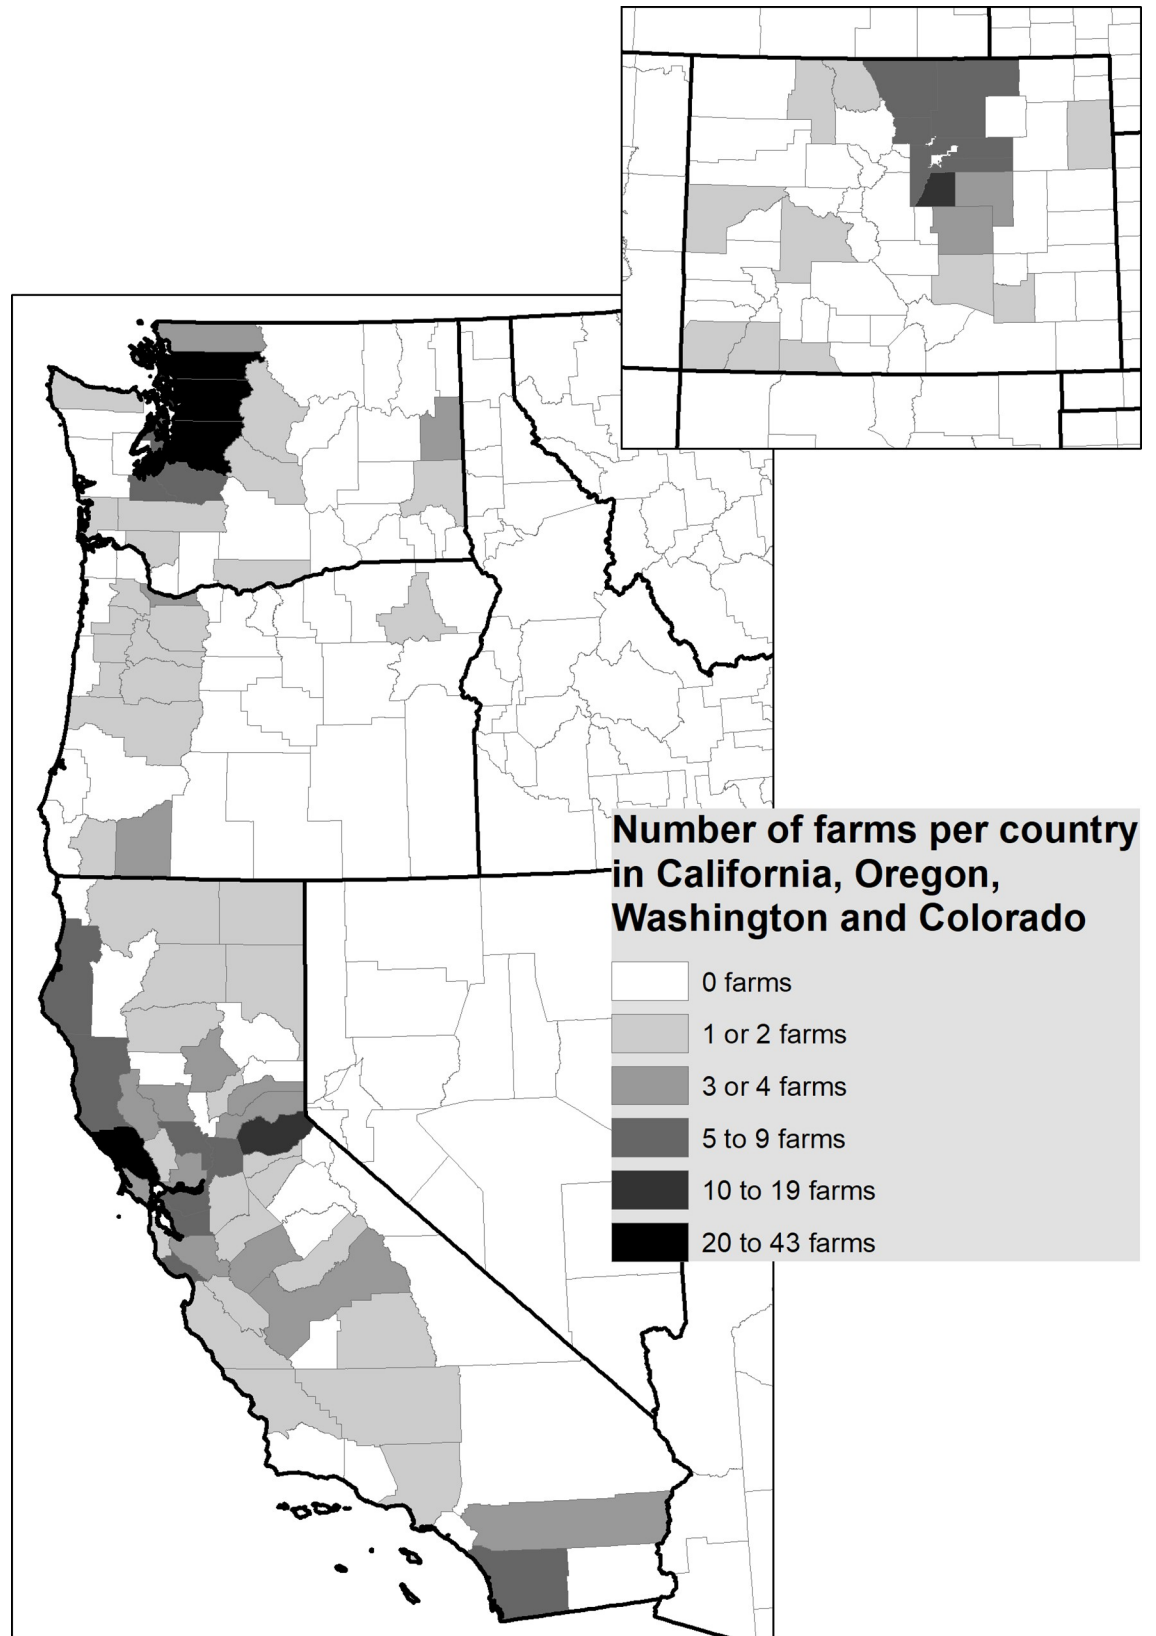 Number of farms per country
in California, Oregon,
Washington and Colorado
0 farms
1 or 2 farms
3 or 4 farms
5 to 9 farms
10 to 19 farms
20 to 43 farms